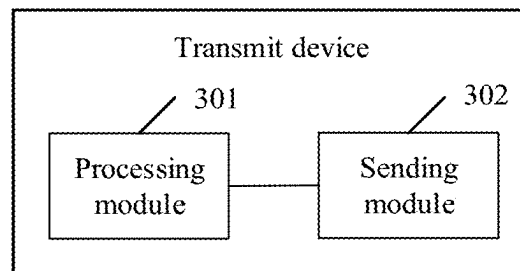 Transmit device
301
302
Processing
module
Sending
module